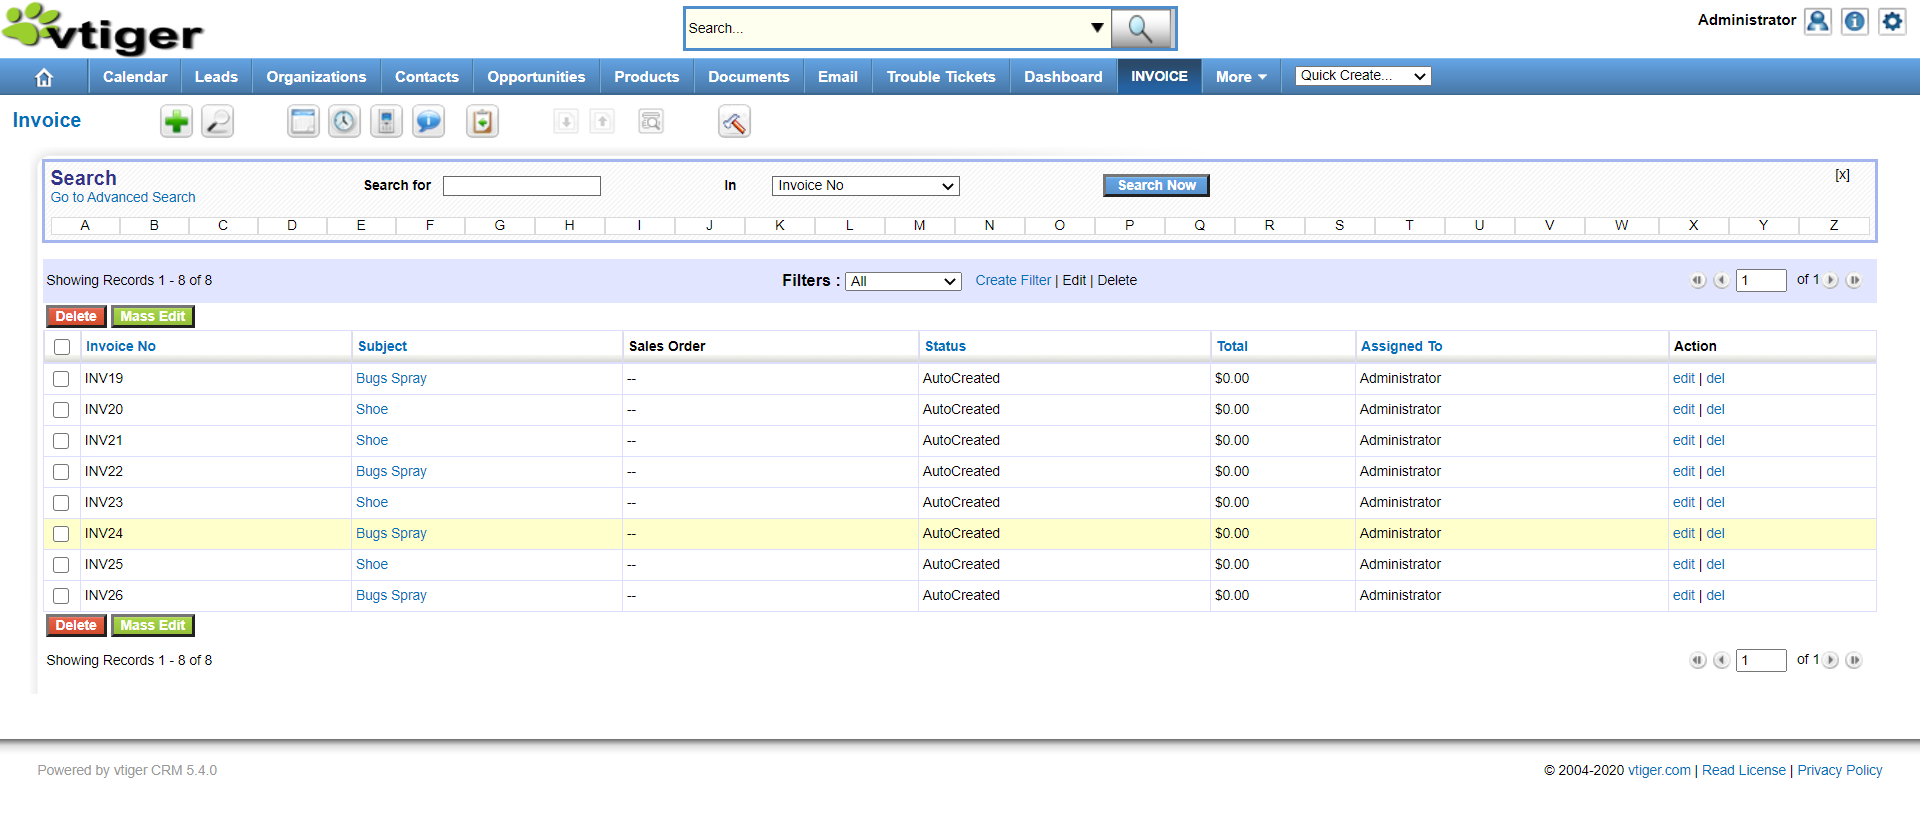 vtiger
Search...
Administrator
Calendar Leads Organizations Contacts Opportunities Products Documents Email Trouble Tickets Dashboard INVOICE More Quick Create...
Invoice
Search
Go to Advanced Search
Search for In Invoice No Search Now [x]
A B C D E F G H I J K L M N O P Q R S T U V W X Y Z
Showing Records 1 - 8 of 8 Filters : All Create Filter | Edit | Delete 1 of 1
Delete Mass Edit
Invoice No Subject Sales Order Status Total Assigned To Action
INV19 Bugs Spray -- AutoCreated $0.00 Administrator edit | del
INV20 Shoe -- AutoCreated $0.00 Administrator edit | del
INV21 Shoe -- AutoCreated $0.00 Administrator edit | del
INV22 Bugs Spray -- AutoCreated $0.00 Administrator edit | del
INV23 Shoe -- AutoCreated $0.00 Administrator edit | del
INV24 Bugs Spray -- AutoCreated $0.00 Administrator edit | del
INV25 Shoe -- AutoCreated $0.00 Administrator edit | del
INV26 Bugs Spray -- AutoCreated $0.00 Administrator edit | del
Delete Mass Edit
Showing Records 1 - 8 of 8 1 of 1
Powered by vtiger CRM 5.4.0 © 2004-2020 vtiger.com | Read License | Privacy Policy